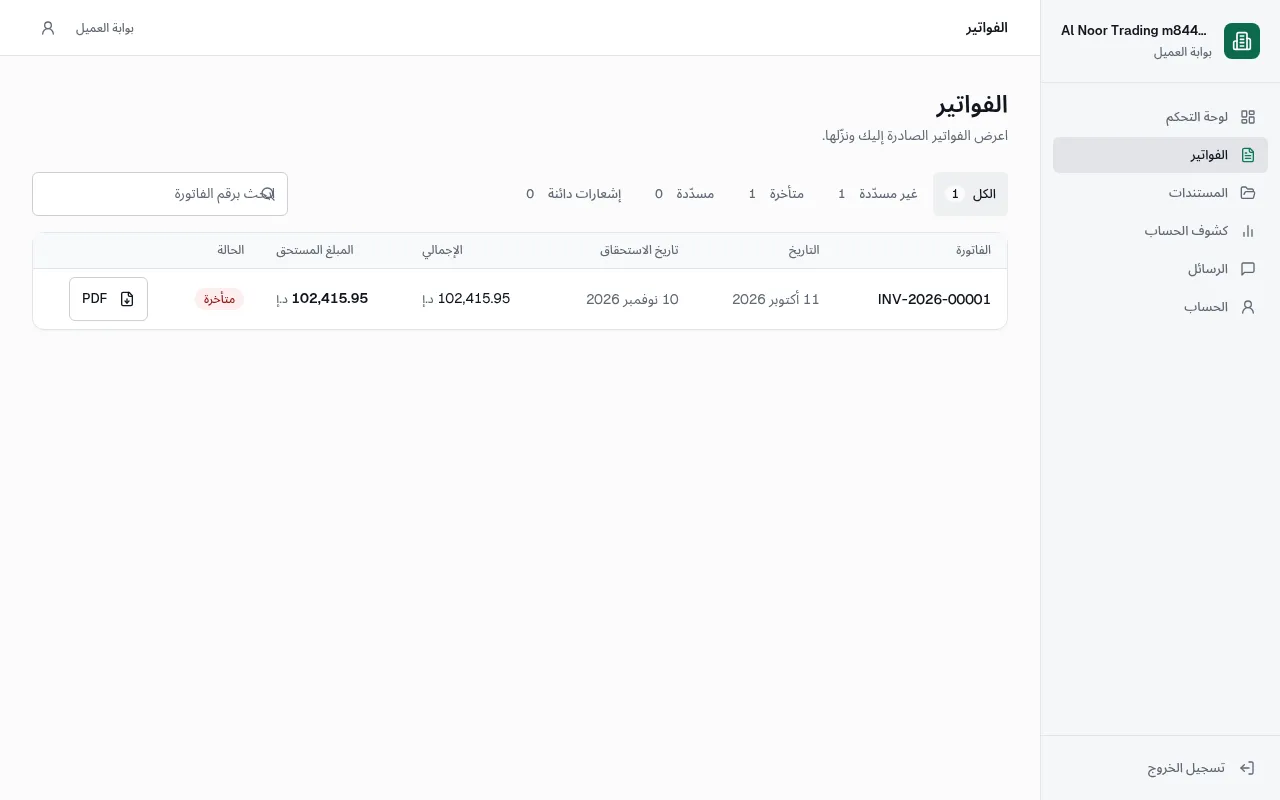 Al Noor Trading m844...
بوابة العميل
لوحة التحكم
الفواتير
المستندات
كشوف الحساب
الرسائل
الحساب
تسجيل الخروج
الفواتير
بوابة العميل
الفواتير
اعرض الفواتير الصادرة إليك ونزّلها.
الكل 1 غير مسدّدة 1 متأخرة 1 مسدّدة 0 إشعارات دائنة 0
ابحث برقم الفاتورة
الفاتورة التاريخ تاريخ الاستحقاق الإجمالي المبلغ المستحق الحالة
INV-2026-00001 11 أكتوبر 2026 10 نوفمبر 2026 102,415.95 د.إ 102,415.95 د.إ متأخرة PDF